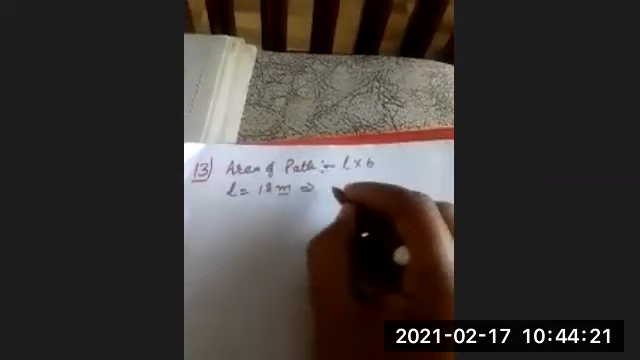 13) Area of Path :- l x b
l = 18 m ⇒
2021-02-17 10:44:21